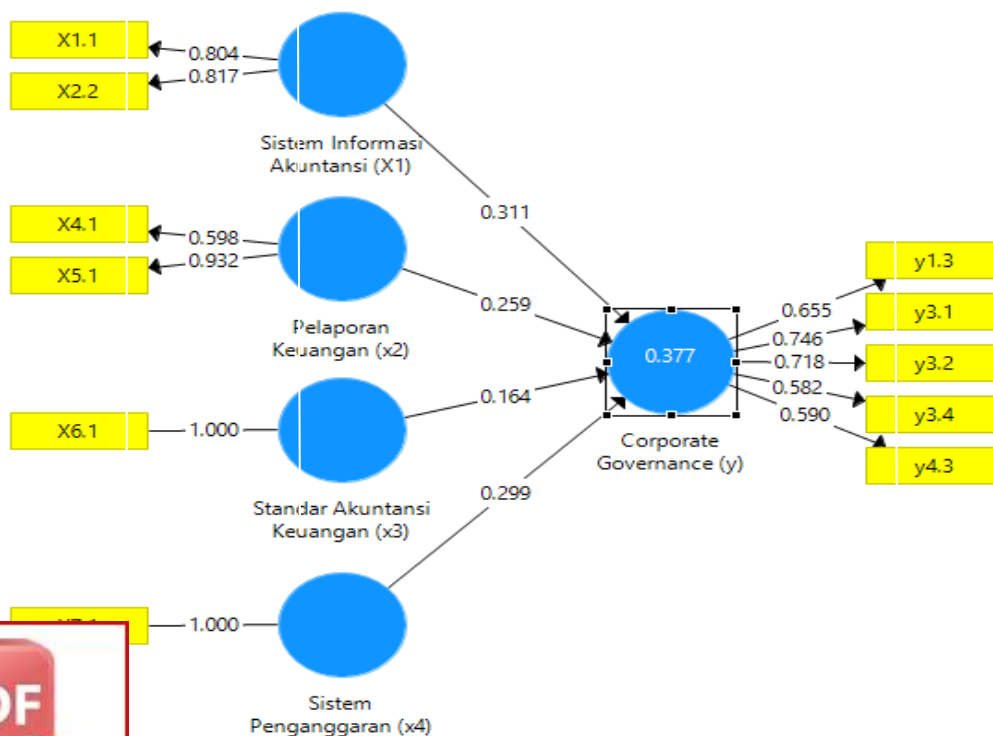 X1.1
0.804
0.817
X2.2
Sistem Informasi
Akuntansi (X1)
0.311
X4.1
0.598
0.932
X5.1
Pelaporan
Keuangan (x2)
0.259
X6.1
1.000
Standar Akuntansi
Keuangan (x3)
0.164
1.000
Sistem
Penganggaran (x4)
0.299
0.377
Corporate
Governance (y)
0.655
0.746
0.718
0.582
0.590
y1.3
y3.1
y3.2
y3.4
y4.3